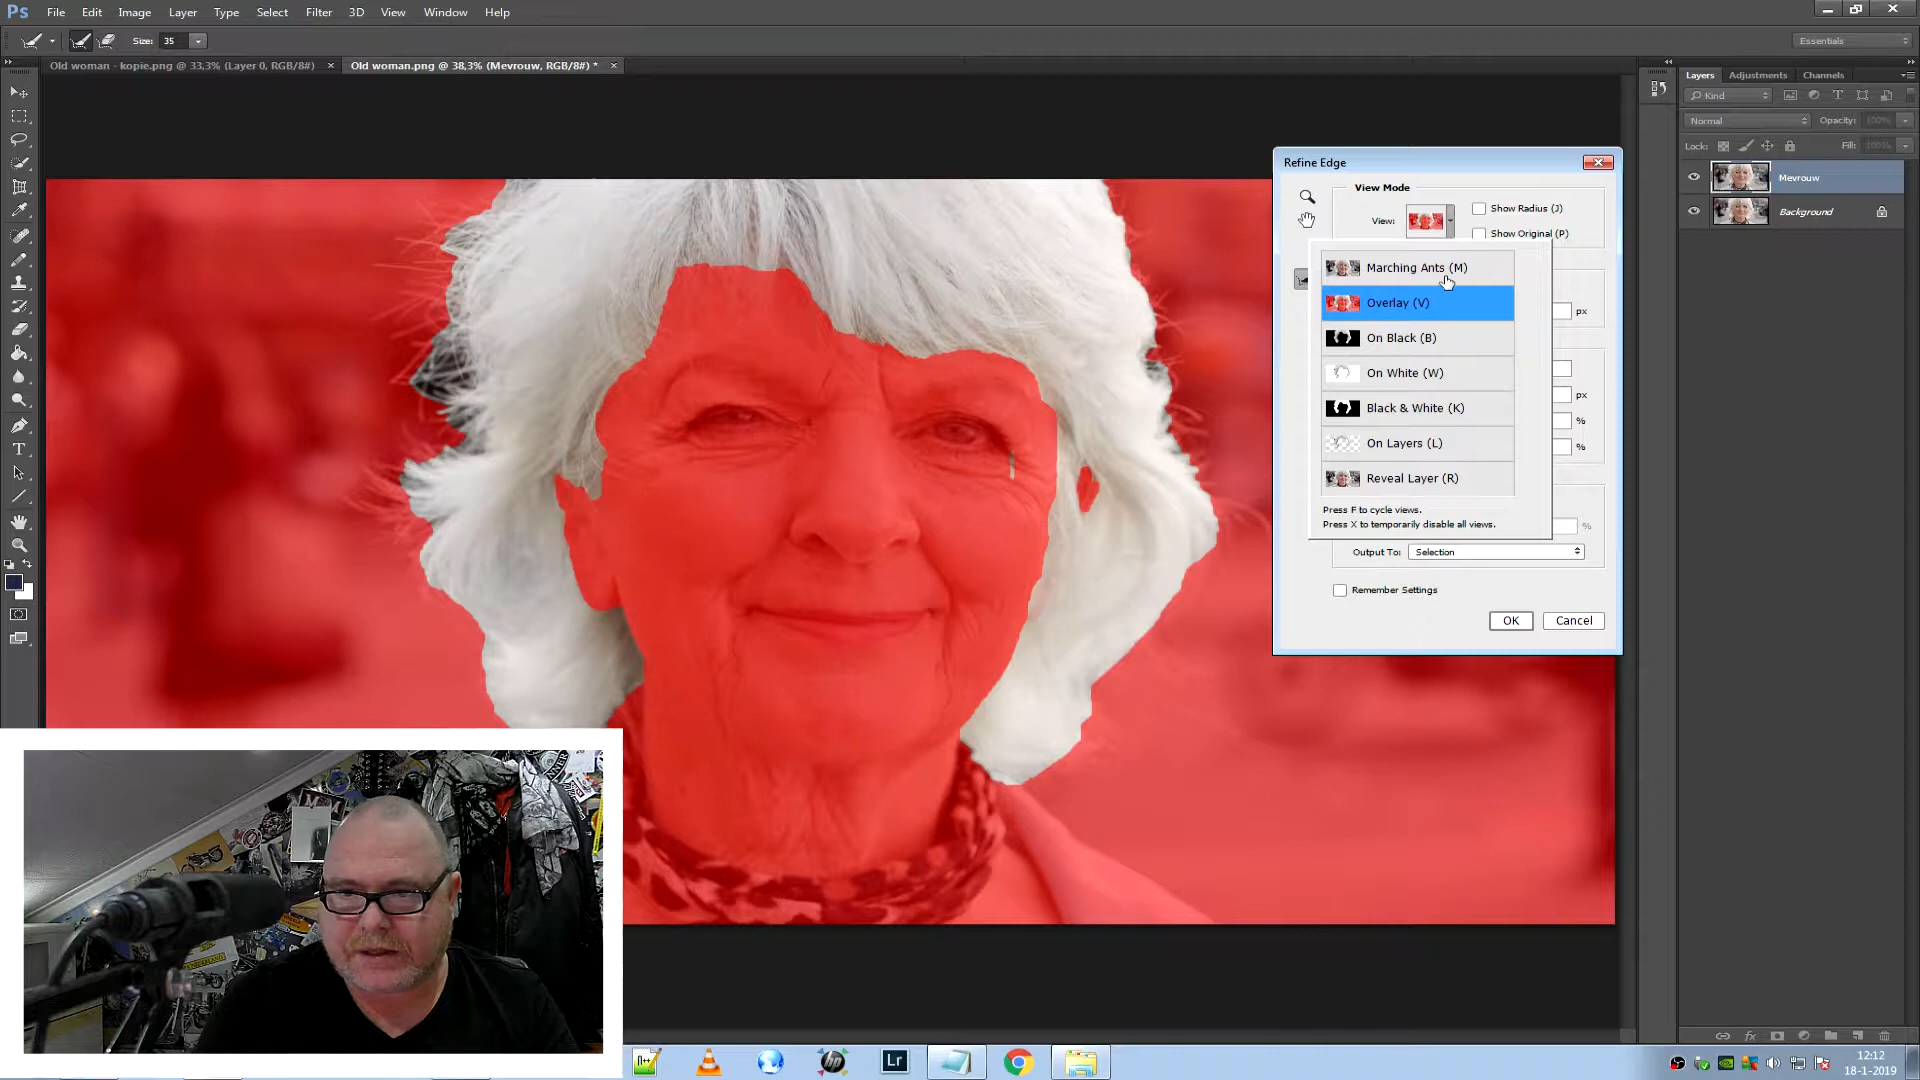 Ps File Edit Image Layer Type Select Filter 3D View Window Help
Size: 35
Essentials
Old woman - kopie.png @ 33,3% (Layer 0, RGB/8#) × Old woman.png @ 38,3% (Mevrouw, RGB/8#) * ×
Layers Adjustments Channels
Kind
Normal Opacity: 100%
Lock: Fill: 100%
Mevrouw
Background
Refine Edge
View Mode
View: Show Radius (J)
Show Original (P)
Marching Ants (M)
Overlay (V)
px
On Black (B)
On White (W)
px
Black & White (K)
%
On Layers (L)
%
Reveal Layer (R)
Press F to cycle views.
Press X to temporarily disable all views.
%
Output To: Selection
Remember Settings
OK Cancel
Lr
12:12
18-1-2019